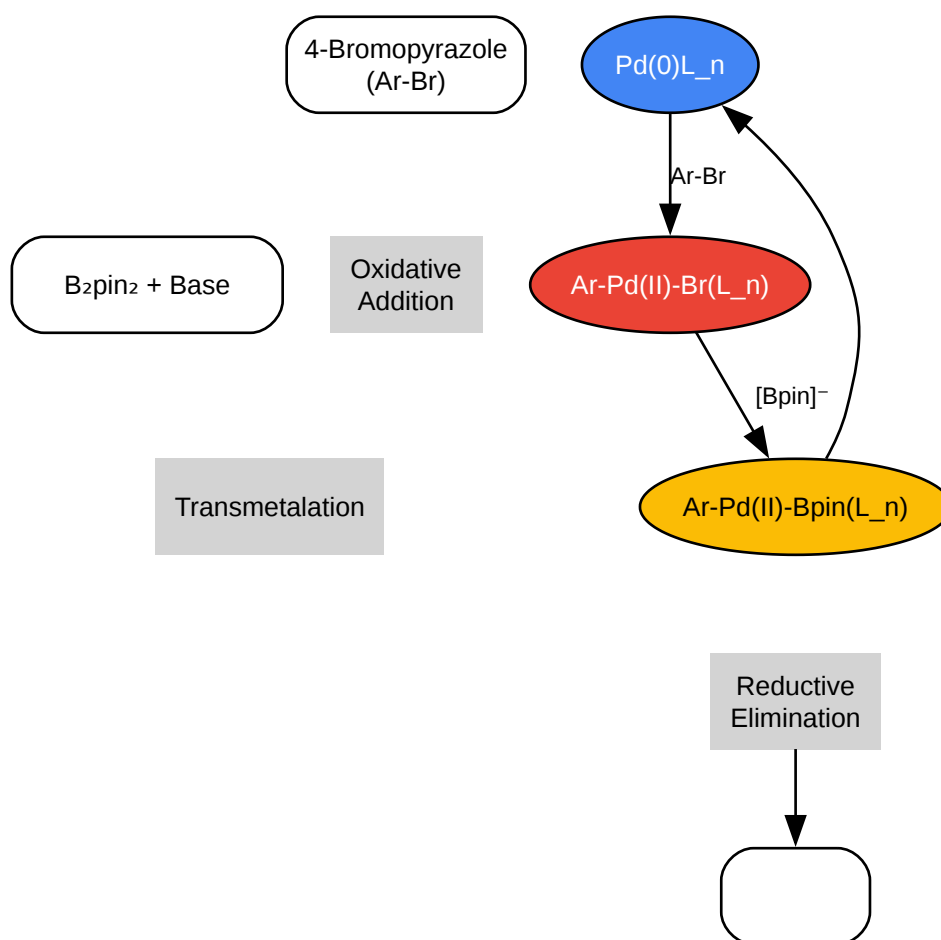 4-Bromopyrazole
(Ar-Br)
Pd(0)L_n
Ar-Br
B₂pin₂ + Base
Oxidative
Addition
Ar-Pd(II)-Br(L_n)
[Bpin]⁻
Transmetalation
Ar-Pd(II)-Bpin(L_n)
Reductive
Elimination